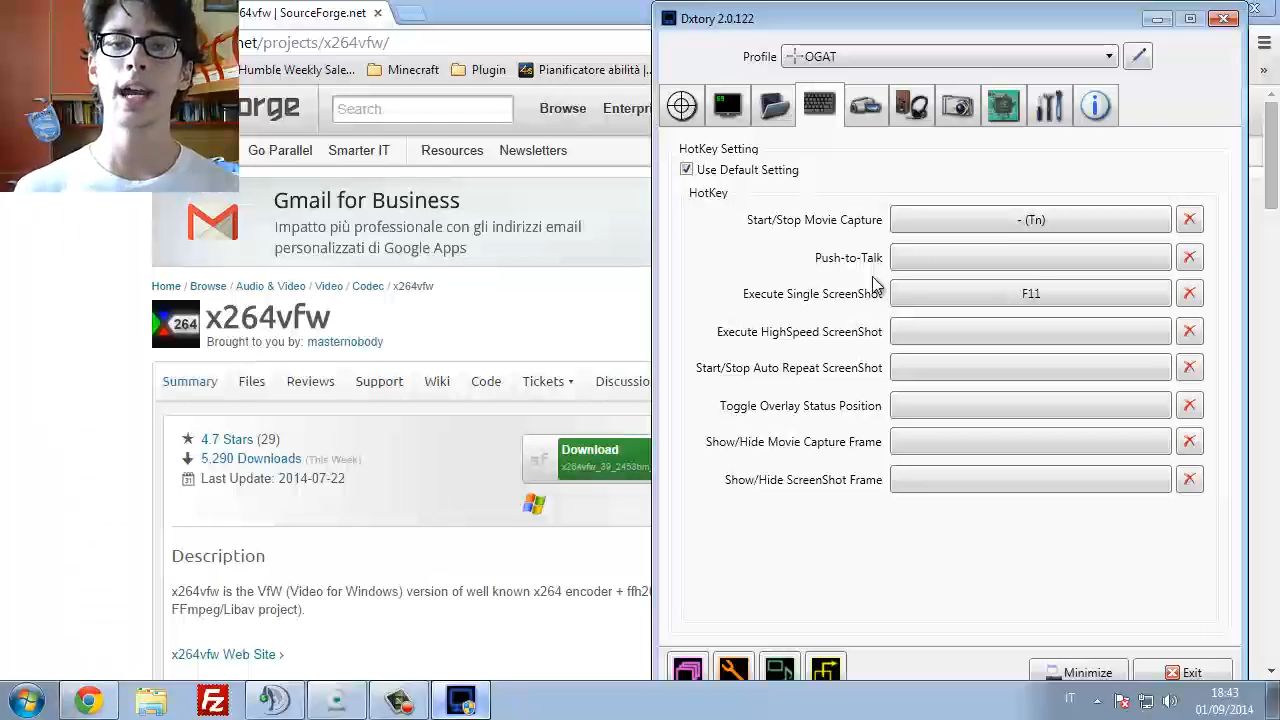 64vfw | SourceForge.net
net/projects/x264vfw/
Humble Weekly Sale...
Minecraft
Plugin
Pianificatore abilità
orge
Search
Browse
Enterpri
Go Parallel
Smarter IT
Resources
Newsletters
Gmail for Business
Impatto più professionale con gli indirizzi email
personalizzati di Google Apps
Home / Browse / Audio & Video / Video / Codec / x264vfw
264
x264vfw
Brought to you by: masternobody
Summary
Files
Reviews
Support
Wiki
Code
Tickets
Discussio
4.7 Stars (29)
5,290 Downloads (This Week)
Last Update: 2014-07-22
Download
x264vfw_39_2453bm_
Description
x264vfw is the VfW (Video for Windows) version of well known x264 encoder + ffh26
FFmpeg/Libav project).
x264vfw Web Site ›
Dxtory 2.0.122
Profile
OGAT
HotKey Setting
Use Default Setting
HotKey
Start/Stop Movie Capture
- (Tn)
Push-to-Talk
Execute Single ScreenShot
F11
Execute HighSpeed ScreenShot
Start/Stop Auto Repeat ScreenShot
Toggle Overlay Status Position
Show/Hide Movie Capture Frame
Show/Hide ScreenShot Frame
Minimize
Exit
IT
18:43
01/09/2014